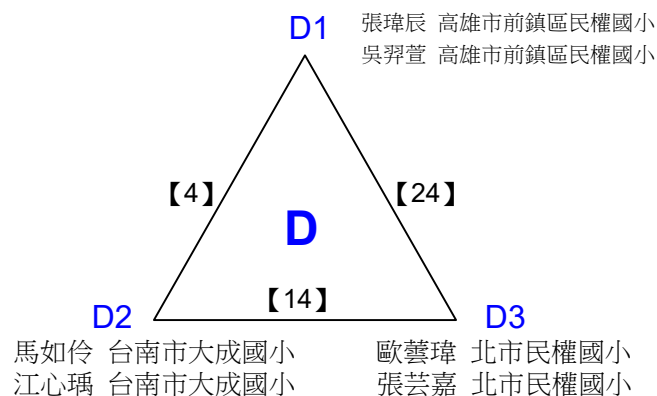 D1
張瑋辰 高雄市前鎮區民權國小
吳羿萱 高雄市前鎮區民權國小
【4】
【24】
D
【14】
D2
D3
馬如伶 台南市大成國小
江心瑀 台南市大成國小
歐蕓瑋 北市民權國小
張芸嘉 北市民權國小